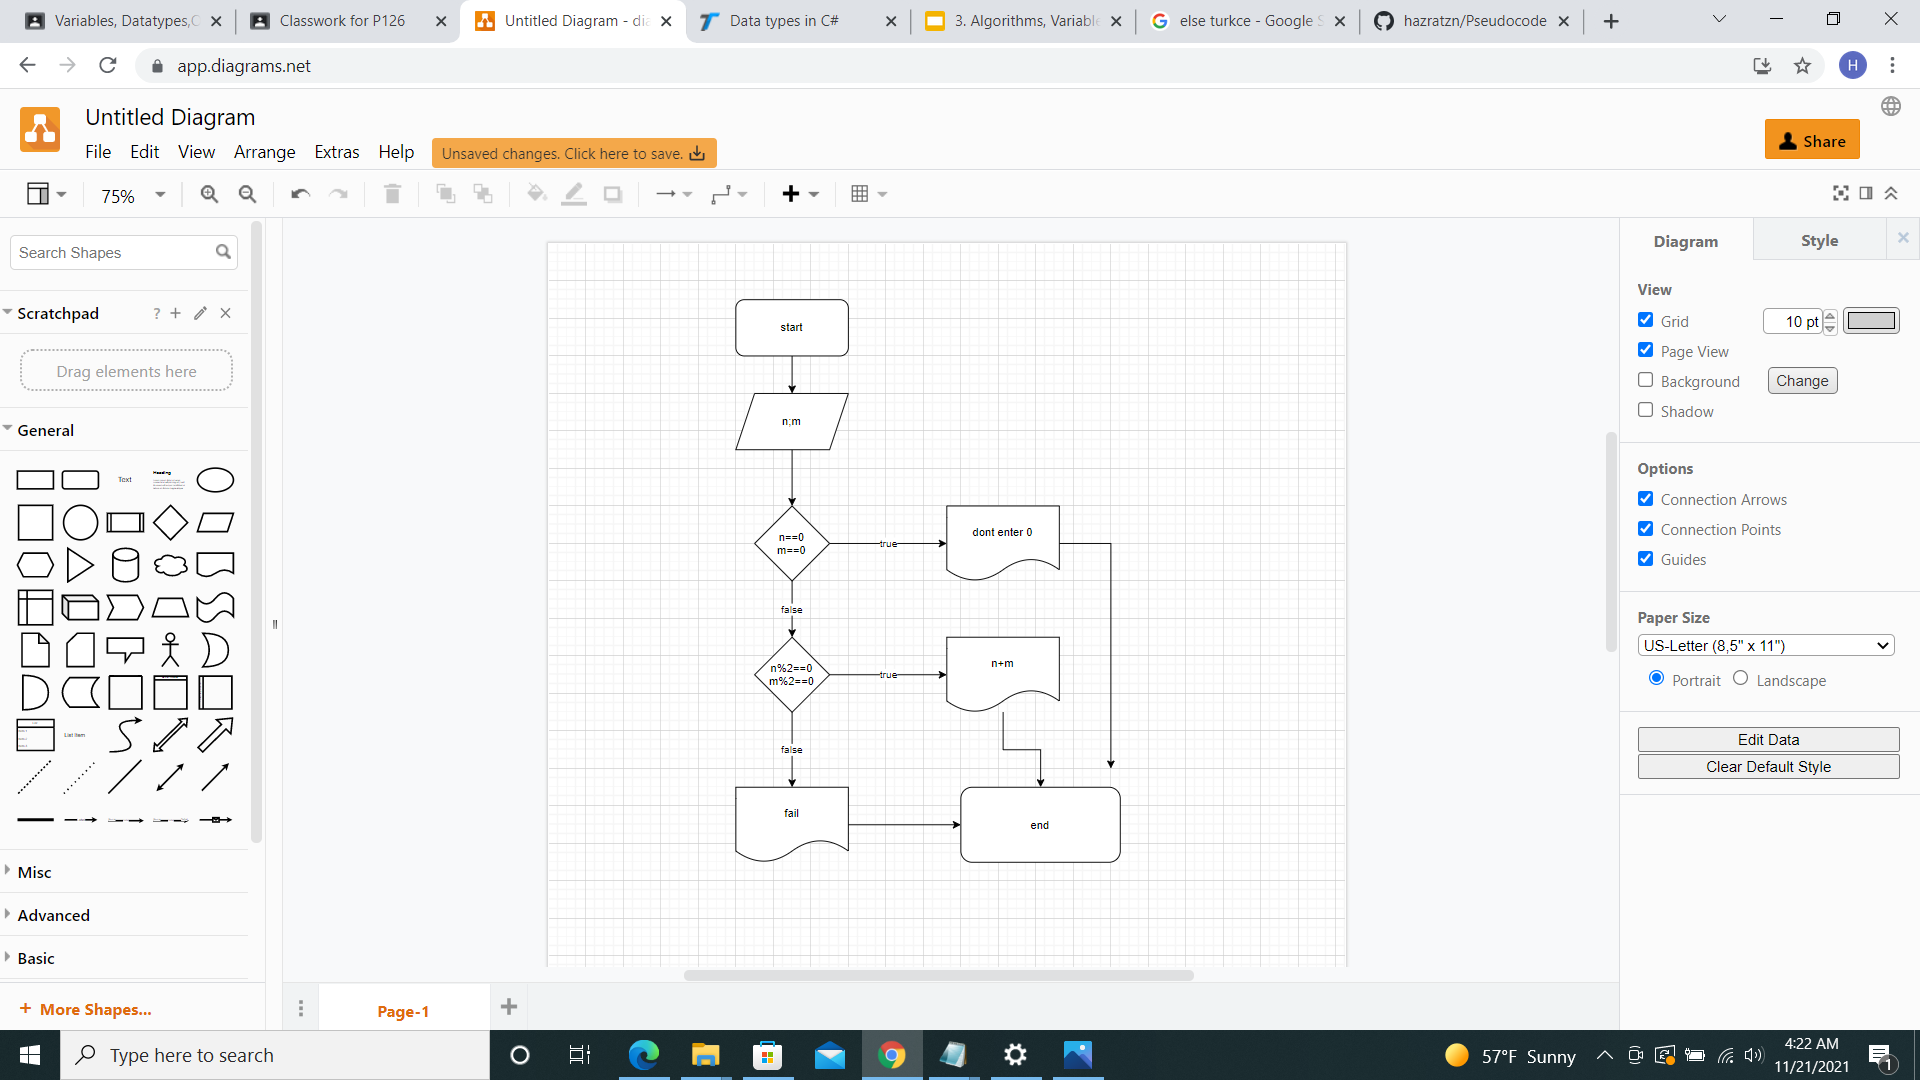 Variables, Datatypes,C
Classwork for P126
Untitled Diagram - dia
Data types in C#
3. Algorithms, Variable
else turkce - Google S
hazratzn/Pseudocode
app.diagrams.net
H
Untitled Diagram
File Edit View Arrange Extras Help
Unsaved changes. Click here to save.
Share
75%
Search Shapes
Scratchpad
?
Drag elements here
General
Text
Heading
List Item
Misc
Advanced
Basic
+ More Shapes...
start
n;m
n==0
m==0
true
dont enter 0
false
n%2==0
m%2==0
true
n+m
false
fail
end
Page-1
Diagram
Style
View
Grid
10 pt
Page View
Background
Change
Shadow
Options
Connection Arrows
Connection Points
Guides
Paper Size
US-Letter (8,5" x 11")
Portrait
Landscape
Edit Data
Clear Default Style
Type here to search
57°F Sunny
4:22 AM
11/21/2021
1